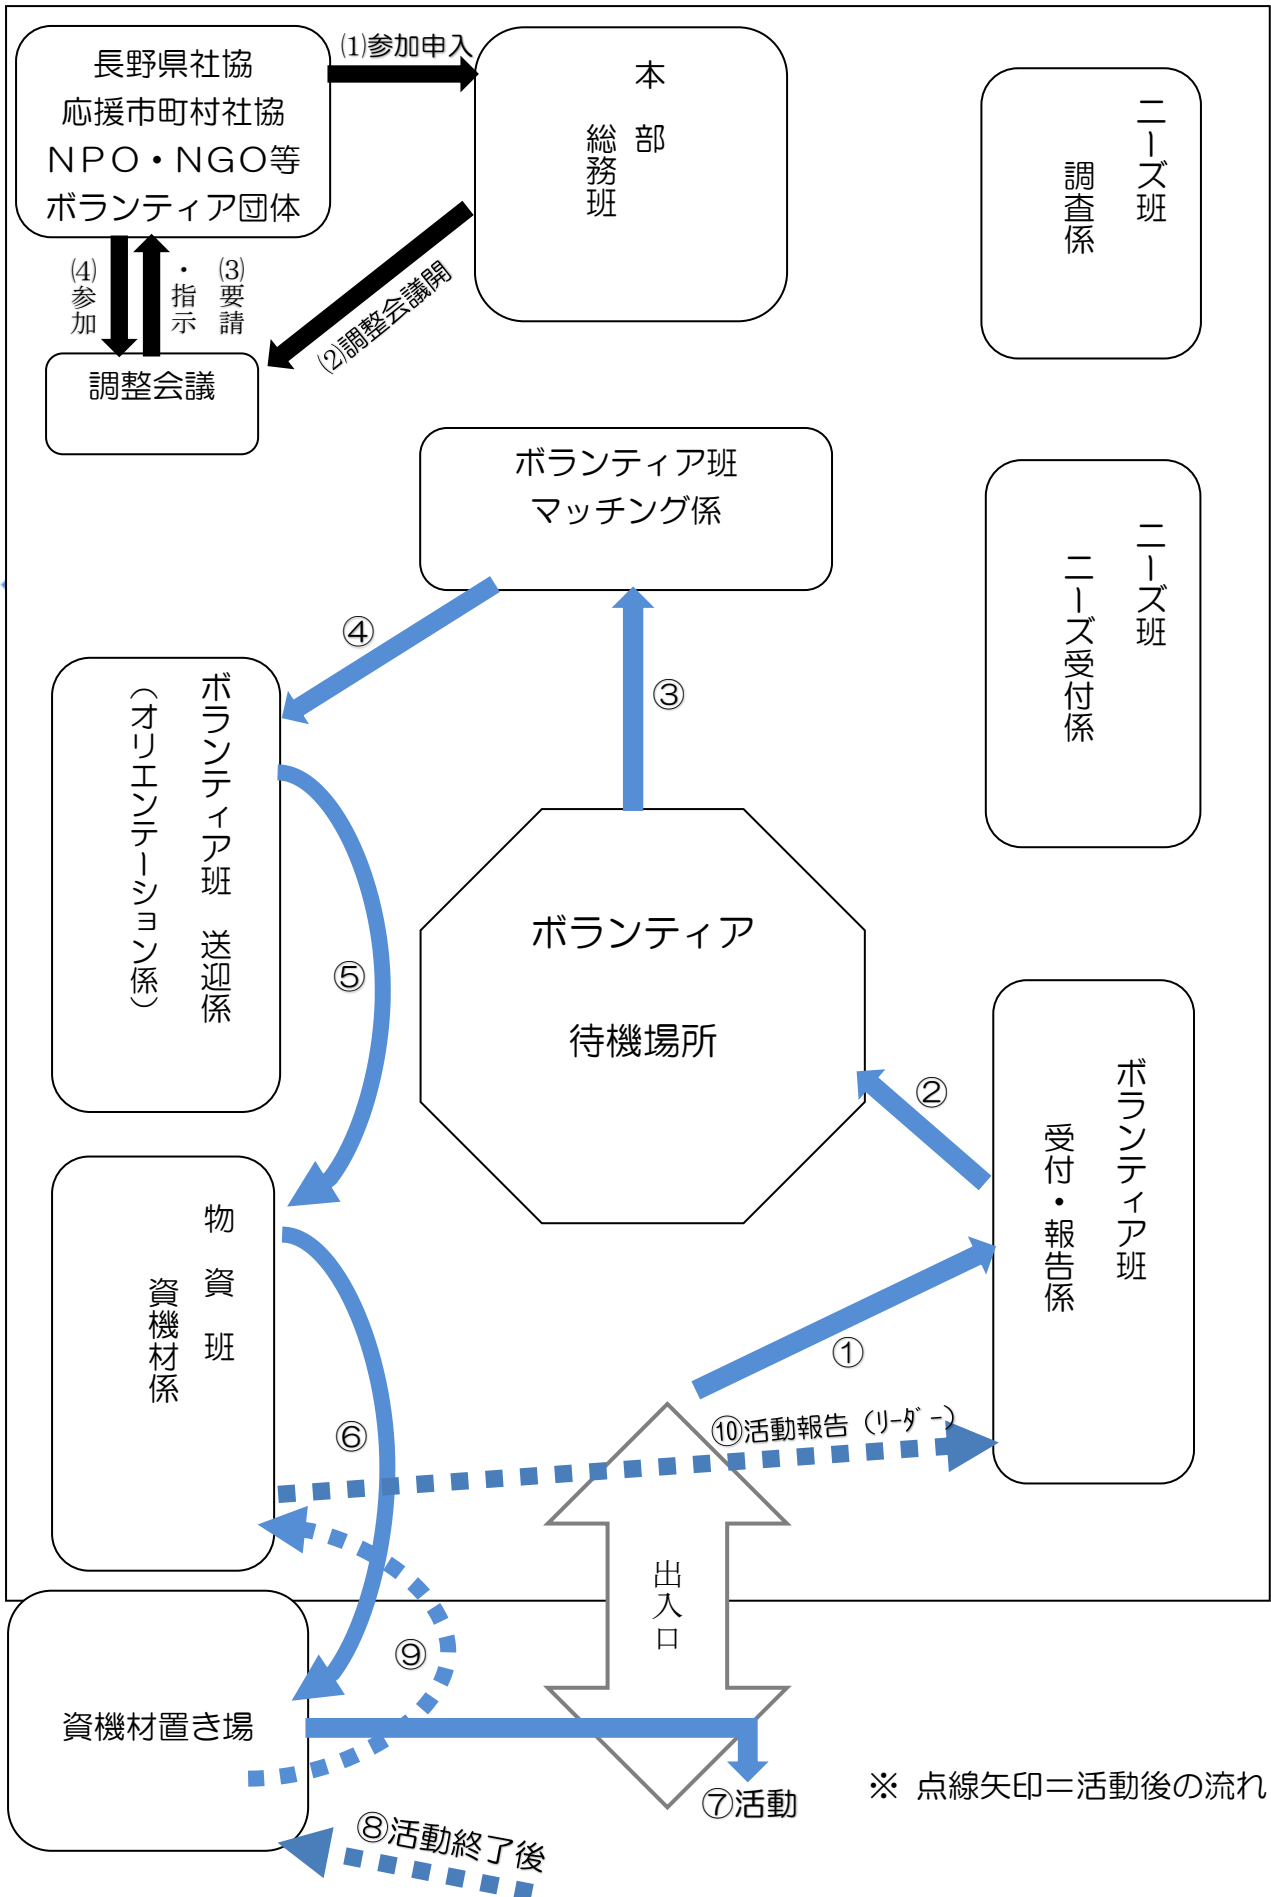 長野県社協
応援市町村社協
ＮＰＯ・ＮＧＯ等
ボランティア団体
⑴参加申入
本　部
総務班
ニーズ班
調査係
⑶要請
・指示
⑷参加
⑵調整会議開
調整会議
ボランティア班
マッチング係
ニーズ班
ニーズ受付係
④
③
ボランティア班　送迎係
（オリエンテーション係）
⑤
ボランティア
待機場所
②
ボランティア班
受付・報告係
物　資　班
資機材係
①
⑥
⑩活動報告（ﾘｰﾀﾞｰ）
出入口
⑨
資機材置き場
⑦活動
※ 点線矢印＝活動後の流れ
⑧活動終了後